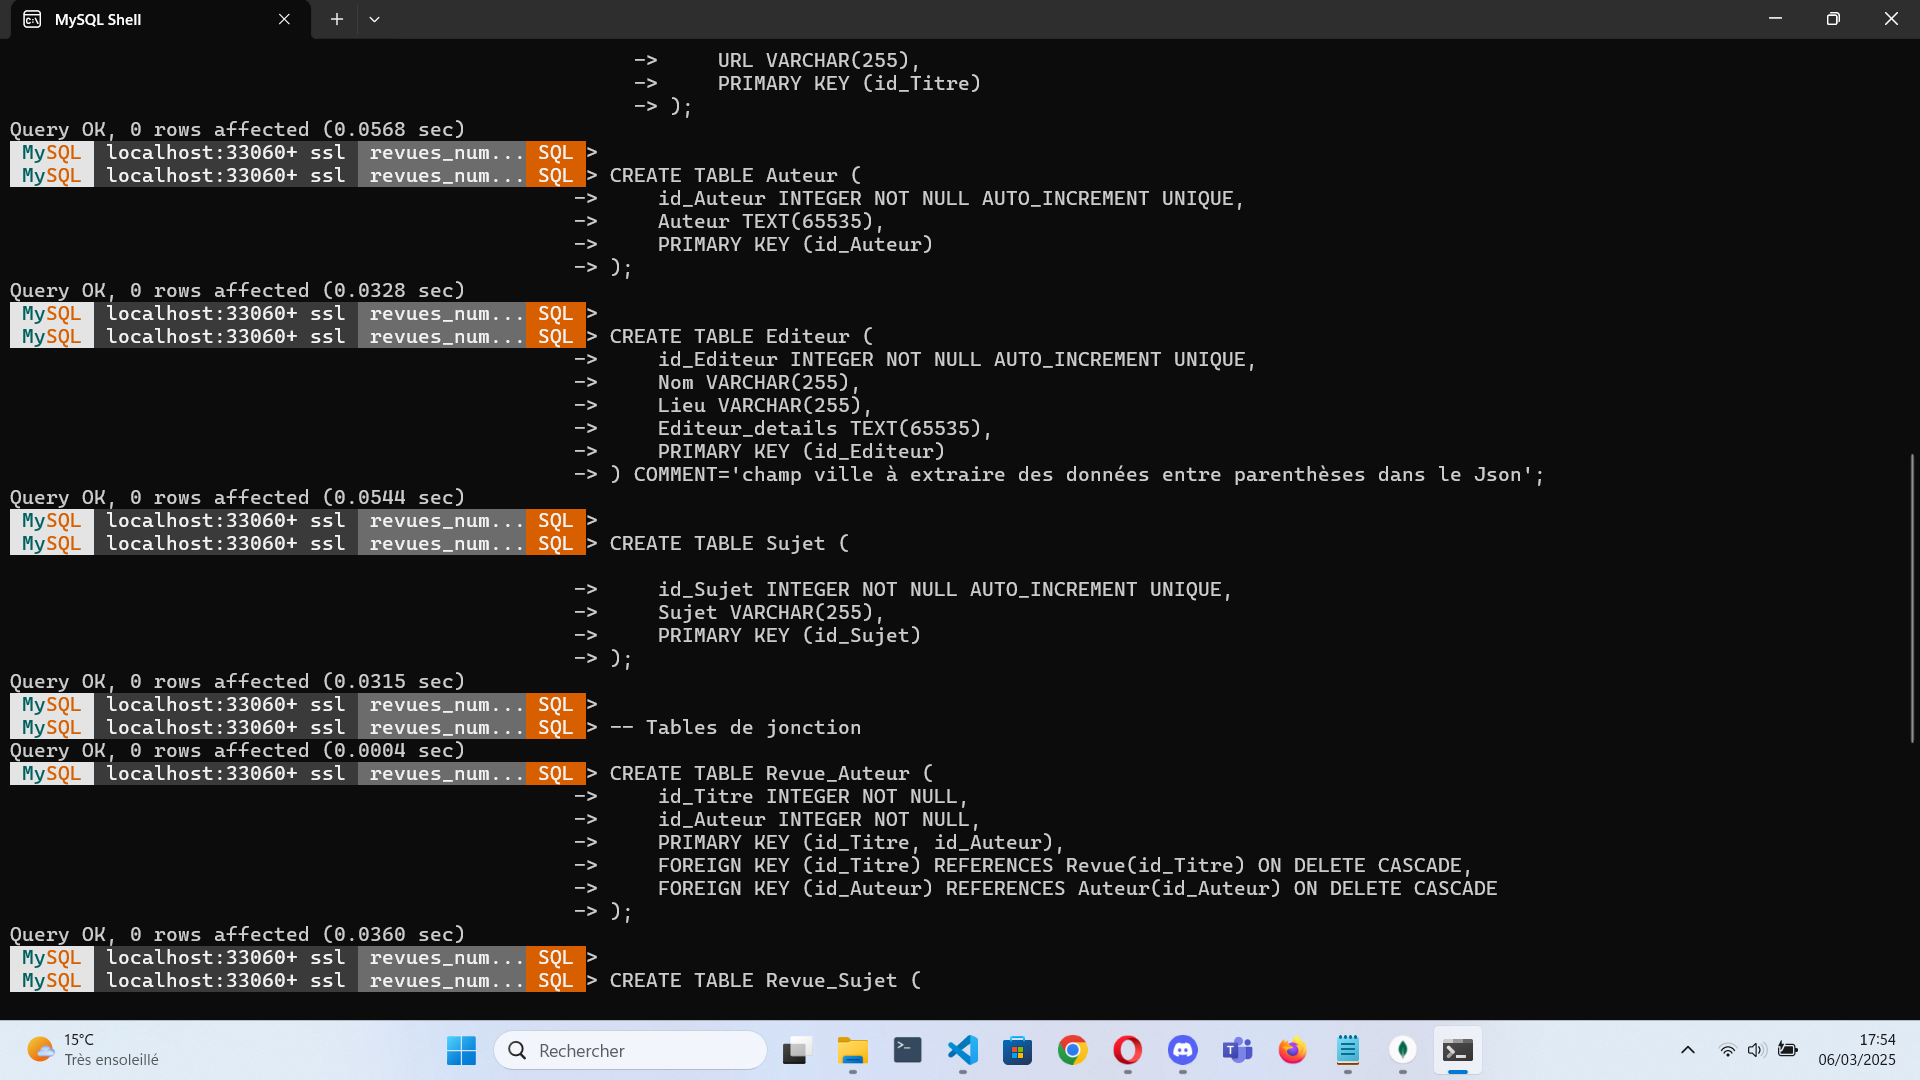 MySQL Shell
->     URL VARCHAR(255),
->     PRIMARY KEY (id_Titre)
-> );
Query OK, 0 rows affected (0.0568 sec)
MySQL localhost:33060+ ssl revues_num... SQL >
MySQL localhost:33060+ ssl revues_num... SQL > CREATE TABLE Auteur (
->     id_Auteur INTEGER NOT NULL AUTO_INCREMENT UNIQUE,
->     Auteur TEXT(65535),
->     PRIMARY KEY (id_Auteur)
-> );
Query OK, 0 rows affected (0.0328 sec)
MySQL localhost:33060+ ssl revues_num... SQL >
MySQL localhost:33060+ ssl revues_num... SQL > CREATE TABLE Editeur (
->     id_Editeur INTEGER NOT NULL AUTO_INCREMENT UNIQUE,
->     Nom VARCHAR(255),
->     Lieu VARCHAR(255),
->     Editeur_details TEXT(65535),
->     PRIMARY KEY (id_Editeur)
-> ) COMMENT='champ ville à extraire des données entre parenthèses dans le Json';
Query OK, 0 rows affected (0.0544 sec)
MySQL localhost:33060+ ssl revues_num... SQL >
MySQL localhost:33060+ ssl revues_num... SQL > CREATE TABLE Sujet (
->     id_Sujet INTEGER NOT NULL AUTO_INCREMENT UNIQUE,
->     Sujet VARCHAR(255),
->     PRIMARY KEY (id_Sujet)
-> );
Query OK, 0 rows affected (0.0315 sec)
MySQL localhost:33060+ ssl revues_num... SQL >
MySQL localhost:33060+ ssl revues_num... SQL > -- Tables de jonction
Query OK, 0 rows affected (0.0004 sec)
MySQL localhost:33060+ ssl revues_num... SQL > CREATE TABLE Revue_Auteur (
->     id_Titre INTEGER NOT NULL,
->     id_Auteur INTEGER NOT NULL,
->     PRIMARY KEY (id_Titre, id_Auteur),
->     FOREIGN KEY (id_Titre) REFERENCES Revue(id_Titre) ON DELETE CASCADE,
->     FOREIGN KEY (id_Auteur) REFERENCES Auteur(id_Auteur) ON DELETE CASCADE
-> );
Query OK, 0 rows affected (0.0360 sec)
MySQL localhost:33060+ ssl revues_num... SQL >
MySQL localhost:33060+ ssl revues_num... SQL > CREATE TABLE Revue_Sujet (
15°C
Très ensoleillé
Rechercher
17:54
06/03/2025